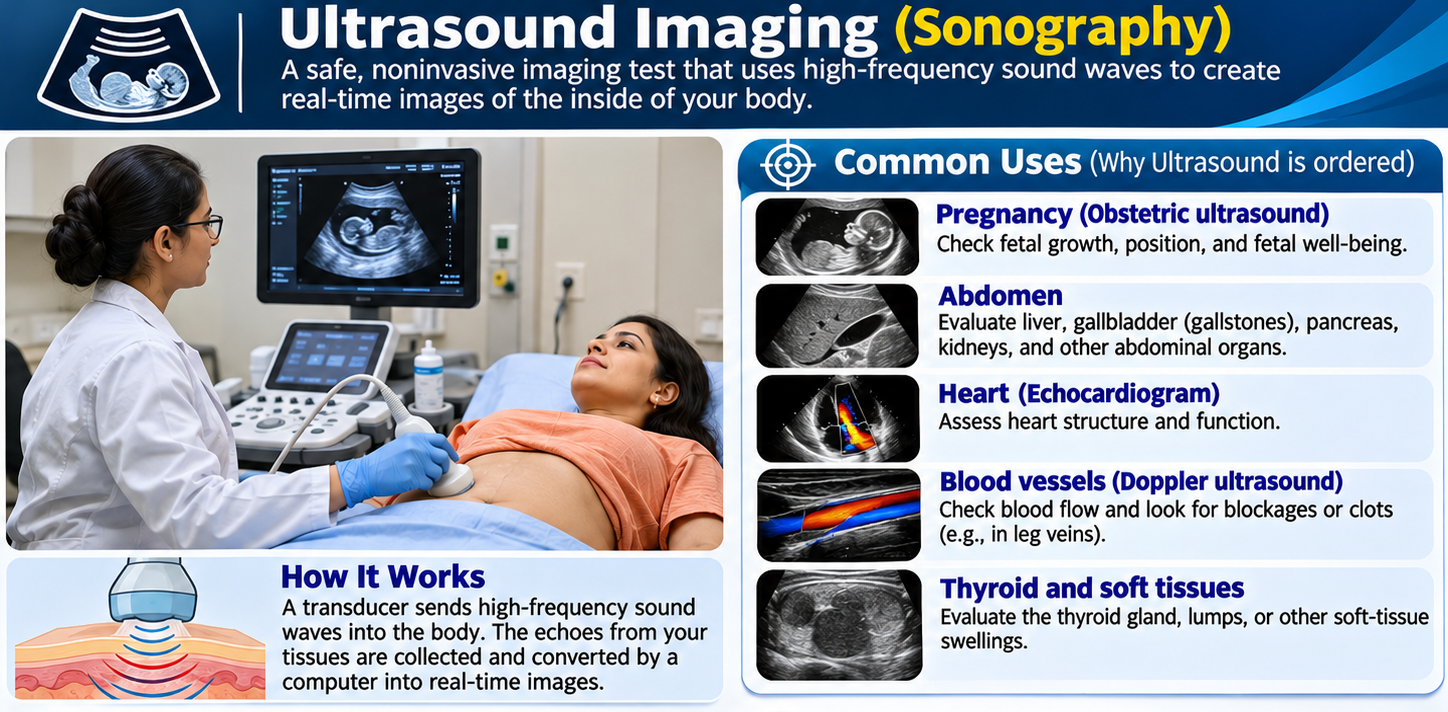 Ultrasound Imaging (Sonography)
A safe, noninvasive imaging test that uses high-frequency sound waves to create
real-time images of the inside of your body.
How It Works
A transducer sends high-frequency sound
waves into the body. The echoes from your
tissues are collected and converted by a
computer into real-time images.
Common Uses (Why Ultrasound is ordered)
Pregnancy (Obstetric ultrasound)
Check fetal growth, position, and fetal well-being.
Abdomen
Evaluate liver, gallbladder (gallstones), pancreas,
kidneys, and other abdominal organs.
Heart (Echocardiogram)
Assess heart structure and function.
Blood vessels (Doppler ultrasound)
Check blood flow and look for blockages or clots
(e.g., in leg veins).
Thyroid and soft tissues
Evaluate the thyroid gland, lumps, or other soft-tissue
swellings.